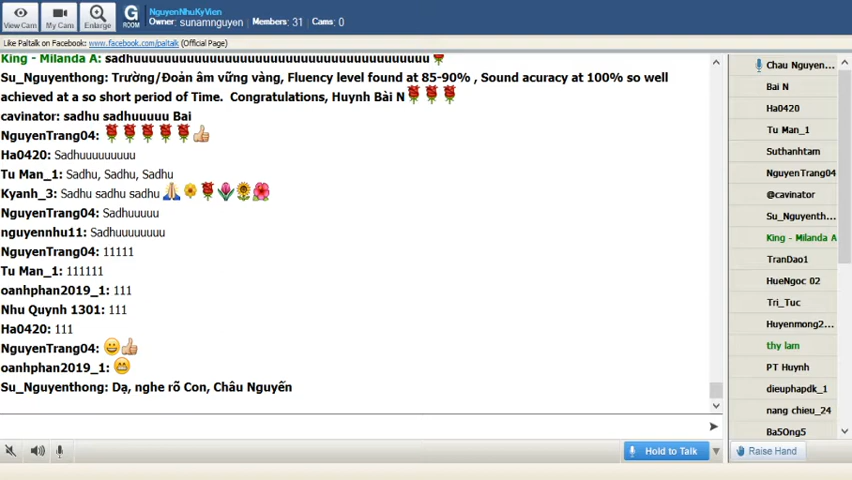 View Cam
My Cam
Enlarge
G ROOM
NguyenNhuKyVien
Owner: sunamnguyen Members: 31 Cams: 0
Like Paltalk on Facebook: www.facebook.com/paltalk (Official Page)
King - Milanda A: sadhuuuuuuuuuuuuuuuuuuuuuuuuuuuuuuuuuuuuuuuuu
Su_Nguyenthong: Trường/Đoản âm vững vàng, Fluency level found at 85-90% , Sound acuracy at 100% so well
achieved at a so short period of Time. Congratulations, Huynh Bài N
cavinator: sadhu sadhuuuuu Bai
NguyenTrang04:
Ha0420: Sadhuuuuuuuuu
Tu Man_1: Sadhu, Sadhu, Sadhu
Kyanh_3: Sadhu sadhu sadhu
NguyenTrang04: Sadhuuuuu
nguyennhu11: Sadhuuuuuuuu
NguyenTrang04: 11111
Tu Man_1: 111111
oanhphan2019_1: 111
Nhu Quynh 1301: 111
Ha0420: 111
NguyenTrang04:
oanhphan2019_1:
Su_Nguyenthong: Dạ, nghe rõ Con, Châu Nguyến
Hold to Talk
Chau Nguyen...
Bai N
Ha0420
Tu Man_1
Suthanhtam
NguyenTrang04
@cavinator
Su_Nguyenth...
King - Milanda A
TranDao1
HueNgoc 02
Tri_Tuc
Huyenmong2...
thy lam
PT Huynh
dieuphapdk_1
nang chieu_24
Ba5Ong5
Raise Hand